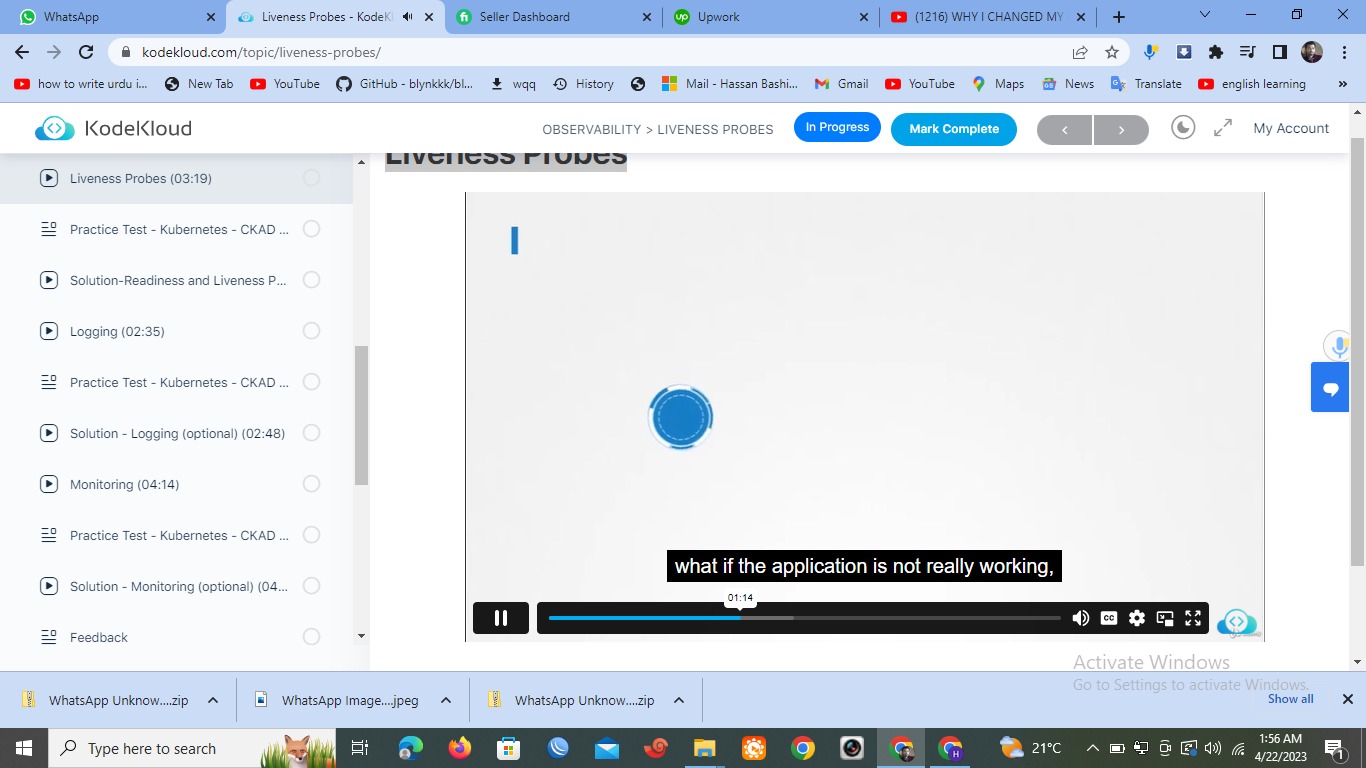 WhatsApp
Liveness Probes - KodeKl
Seller Dashboard
Upwork
(1216) WHY I CHANGED MY
kodekloud.com/topic/liveness-probes/
how to write urdu i...
New Tab
YouTube
GitHub - blynkkk/bl...
wqq
History
Mail - Hassan Bashi...
Gmail
YouTube
Maps
News
Translate
english learning
»
KodeKloud
OBSERVABILITY > LIVENESS PROBES
In Progress
Mark Complete
My Account
Liveness Probes
Liveness Probes (03:19)
Practice Test - Kubernetes - CKAD ...
Solution-Readiness and Liveness P...
Logging (02:35)
Practice Test - Kubernetes - CKAD ...
Solution - Logging (optional) (02:48)
Monitoring (04:14)
Practice Test - Kubernetes - CKAD ...
Solution - Monitoring (optional) (04...
Feedback
what if the application is not really working,
01:14
CC
Activate Windows
Go to Settings to activate Windows.
WhatsApp Unknow....zip
WhatsApp Image....jpeg
WhatsApp Unknow....zip
Show all
Type here to search
21°C
1:56 AM
4/22/2023
1